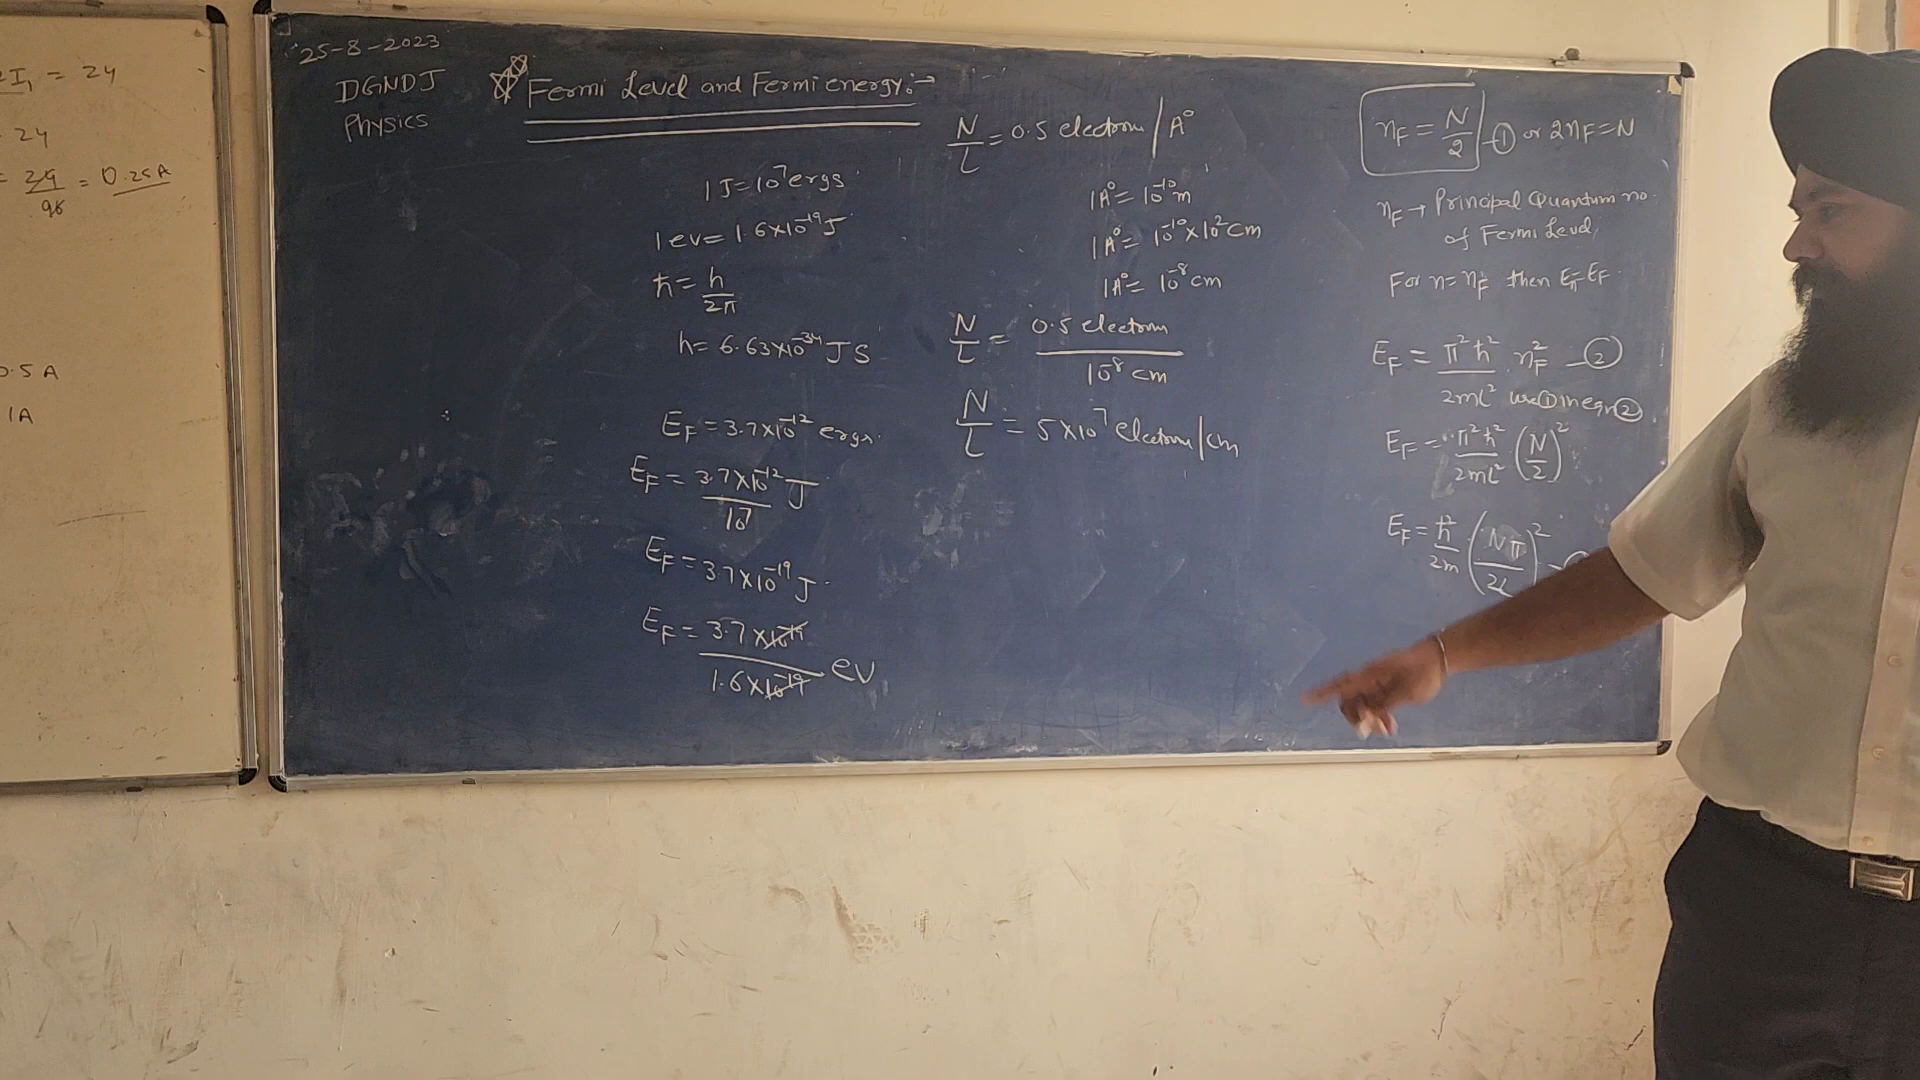 2I₁ = 24
24
= 24/96 = 0.25A
0.5 A
1A
25-8-2023
DGNDJ
Physics
Fermi Level and Fermi energy:→
1 J = 10⁷ ergs
1 ev = 1.6×10⁻¹⁹ J
ħ = h/2π
h = 6.63×10⁻³⁴ J S
E_F = 3.7×10⁻¹² ergs
E_F = 3.7×10⁻¹²/10⁷ J
E_F = 3.7×10⁻¹⁹ J
E_F = 3.7×10⁻¹⁹/1.6×10⁻¹⁹ eV
N/L = 0.5 electron/A°
1A° = 10⁻¹⁰ m
1A° = 10⁻¹⁰×10² cm
1A° = 10⁻⁸ cm
N/L = 0.5 electron/10⁻⁸ cm
N/L = 5×10⁷ electron/cm
n_F = N/2 —① or 2n_F = N
n_F → Principal Quantum no.
of Fermi Level
For n = n_F then E_n = E_F
E_F = π²ħ²/2mL² . n_F² —②
use ① in eqn ②
E_F = π²ħ²/2mL² (N/2)²
E_F = ħ²/2m (Nπ/2L)²